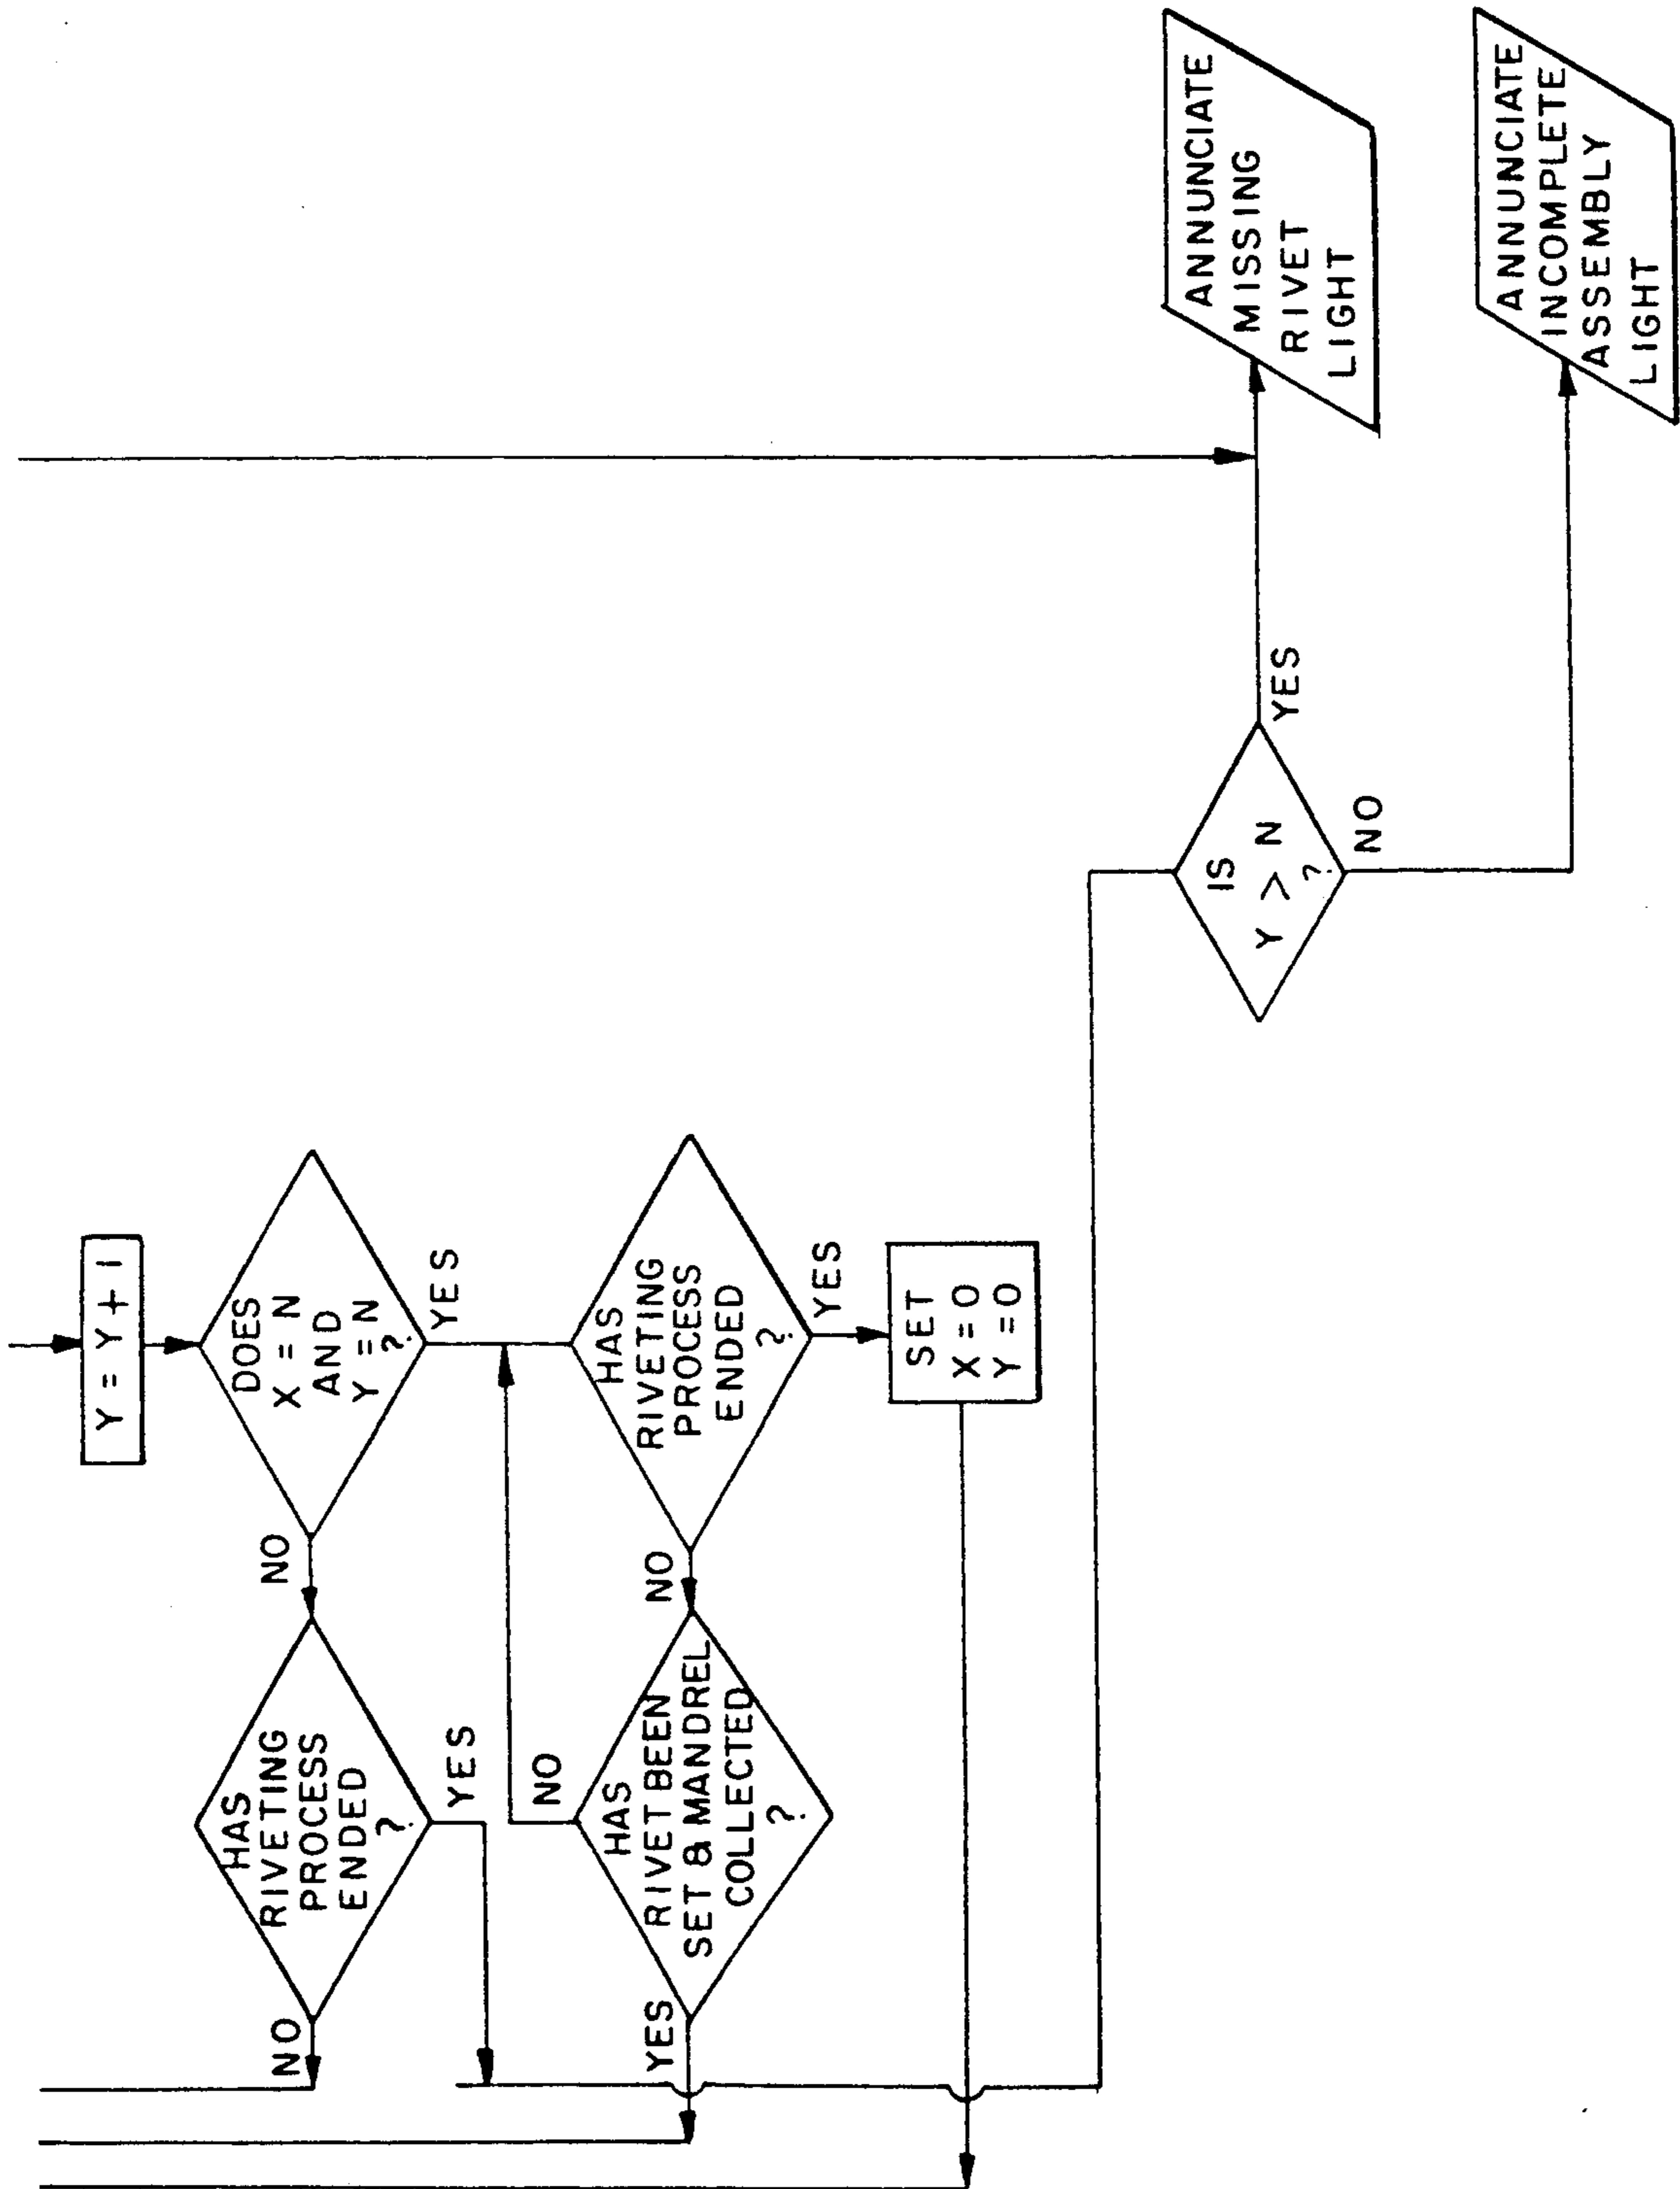 Y = Y + 1
DOES
X = N
AND
Y = N
?
NO
YES
HAS
RIVETING
PROCESS
ENDED
?
NO
YES
HAS
RIVETING
PROCESS
ENDED
?
NO
YES
HAS
RIVET BEEN
SET & MANDREL
COLLECTED
?
NO
YES
SET
X = 0
Y = 0
IS
Y > N
?
YES
NO
ANNUNCIATE
MISSING
RIVET
LIGHT
ANNUNCIATE
INCOMPLETE
ASSEMBLY
LIGHT